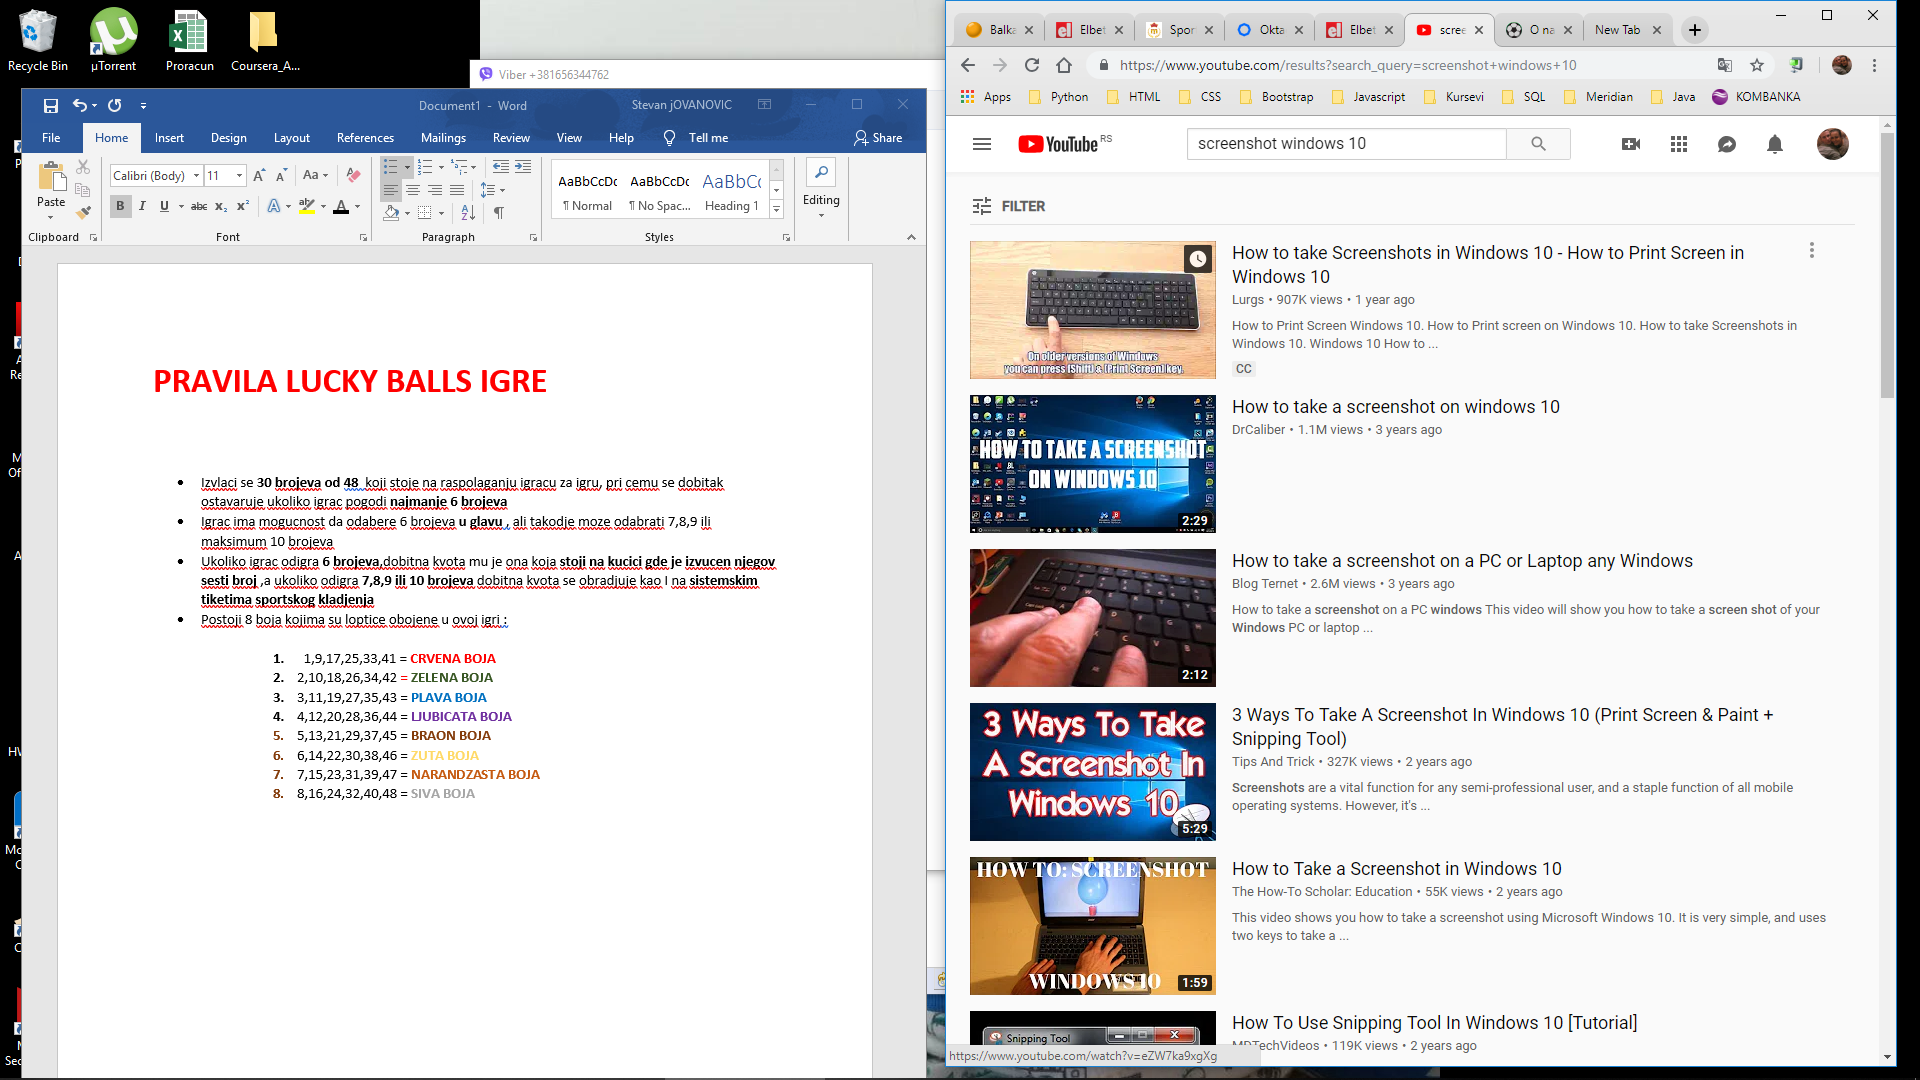 Recycle Bin
µTorrent
Proracun
Coursera_A...
Viber +381656344762
Document1 - Word
Stevan jOVANOVIC
File Home Insert Design Layout References Mailings Review View Help Tell me Share
Paste
Calibri (Body) 11
Aa
B I U abc X₂ X²
AaBbCcDc AaBbCcDc AaBbCc
¶ Normal ¶ No Spac... Heading 1
Editing
Clipboard Font Paragraph Styles
PRAVILA LUCKY BALLS IGRE
Izvlaci se 30 brojeva od 48 koji stoje na raspolaganju igracu za igru, pri cemu se dobitak
ostavaruje ukoliko igrac pogodi najmanje 6 brojeva
Igrac ima mogucnost da odabere 6 brojeva u glavu , ali takodje moze odabrati 7,8,9 ili
maksimum 10 brojeva
Ukoliko igrac odigra 6 brojeva,dobitna kvota mu je ona koja stoji na kucici gde je izvucen njegov
sesti broj ,a ukoliko odigra 7,8,9 ili 10 brojeva dobitna kvota se obradjuje kao I na sistemskim
tiketima sportskog kladjenja
Postoji 8 boja kojima su loptice obojene u ovoj igri :
1. 1,9,17,25,33,41 = CRVENA BOJA
2. 2,10,18,26,34,42 = ZELENA BOJA
3. 3,11,19,27,35,43 = PLAVA BOJA
4. 4,12,20,28,36,44 = LJUBICATA BOJA
5. 5,13,21,29,37,45 = BRAON BOJA
6. 6,14,22,30,38,46 = ZUTA BOJA
7. 7,15,23,31,39,47 = NARANDZASTA BOJA
8. 8,16,24,32,40,48 = SIVA BOJA
Balka Elbet Spor Okta Elbet scree O na New Tab
https://www.youtube.com/results?search_query=screenshot+windows+10
Apps Python HTML CSS Bootstrap Javascript Kursevi SQL Meridian Java KOMBANKA
YouTube RS
screenshot windows 10
FILTER
On older versions of Windows
you can press [Shift] & [Print Screen] key.
How to take Screenshots in Windows 10 - How to Print Screen in
Windows 10
Lurgs • 907K views • 1 year ago
How to Print Screen Windows 10. How to Print screen on Windows 10. How to take Screenshots in
Windows 10. Windows 10 How to ...
CC
HOW TO TAKE A SCREENSHOT
ON WINDOWS 10
2:29
How to take a screenshot on windows 10
DrCaliber • 1.1M views • 3 years ago
2:12
How to take a screenshot on a PC or Laptop any Windows
Blog Ternet • 2.6M views • 3 years ago
How to take a screenshot on a PC windows This video will show you how to take a screen shot of your
Windows PC or laptop ...
3 Ways To Take
A Screenshot In
Windows 10
5:29
3 Ways To Take A Screenshot In Windows 10 (Print Screen & Paint +
Snipping Tool)
Tips And Trick • 327K views • 2 years ago
Screenshots are a vital function for any semi-professional user, and a staple function of all mobile
operating systems. However, it's ...
HOW TO: SCREENSHOT
WINDOWS 10
1:59
How to Take a Screenshot in Windows 10
The How-To Scholar: Education • 55K views • 2 years ago
This video shows you how to take a screenshot using Microsoft Windows 10. It is very simple, and uses
two keys to take a ...
Snipping Tool
How To Use Snipping Tool In Windows 10 [Tutorial]
MDTechVideos • 119K views • 2 years ago
https://www.youtube.com/watch?v=eZW7ka9xgXg